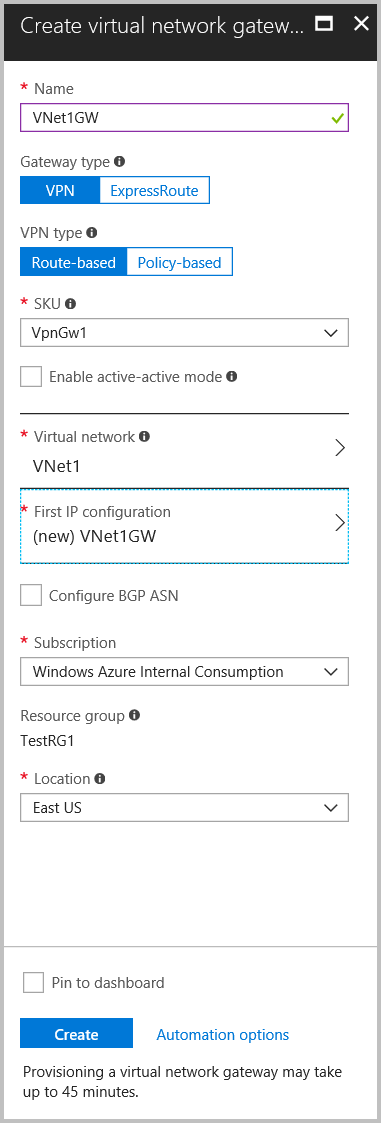 Create virtual network gatew...
* Name
VNet1GW
Gateway type
VPN ExpressRoute
VPN type
Route-based Policy-based
* SKU
VpnGw1
Enable active-active mode
* Virtual network
VNet1
* First IP configuration
(new) VNet1GW
Configure BGP ASN
* Subscription
Windows Azure Internal Consumption
Resource group
TestRG1
* Location
East US
Pin to dashboard
Create Automation options
Provisioning a virtual network gateway may take
up to 45 minutes.